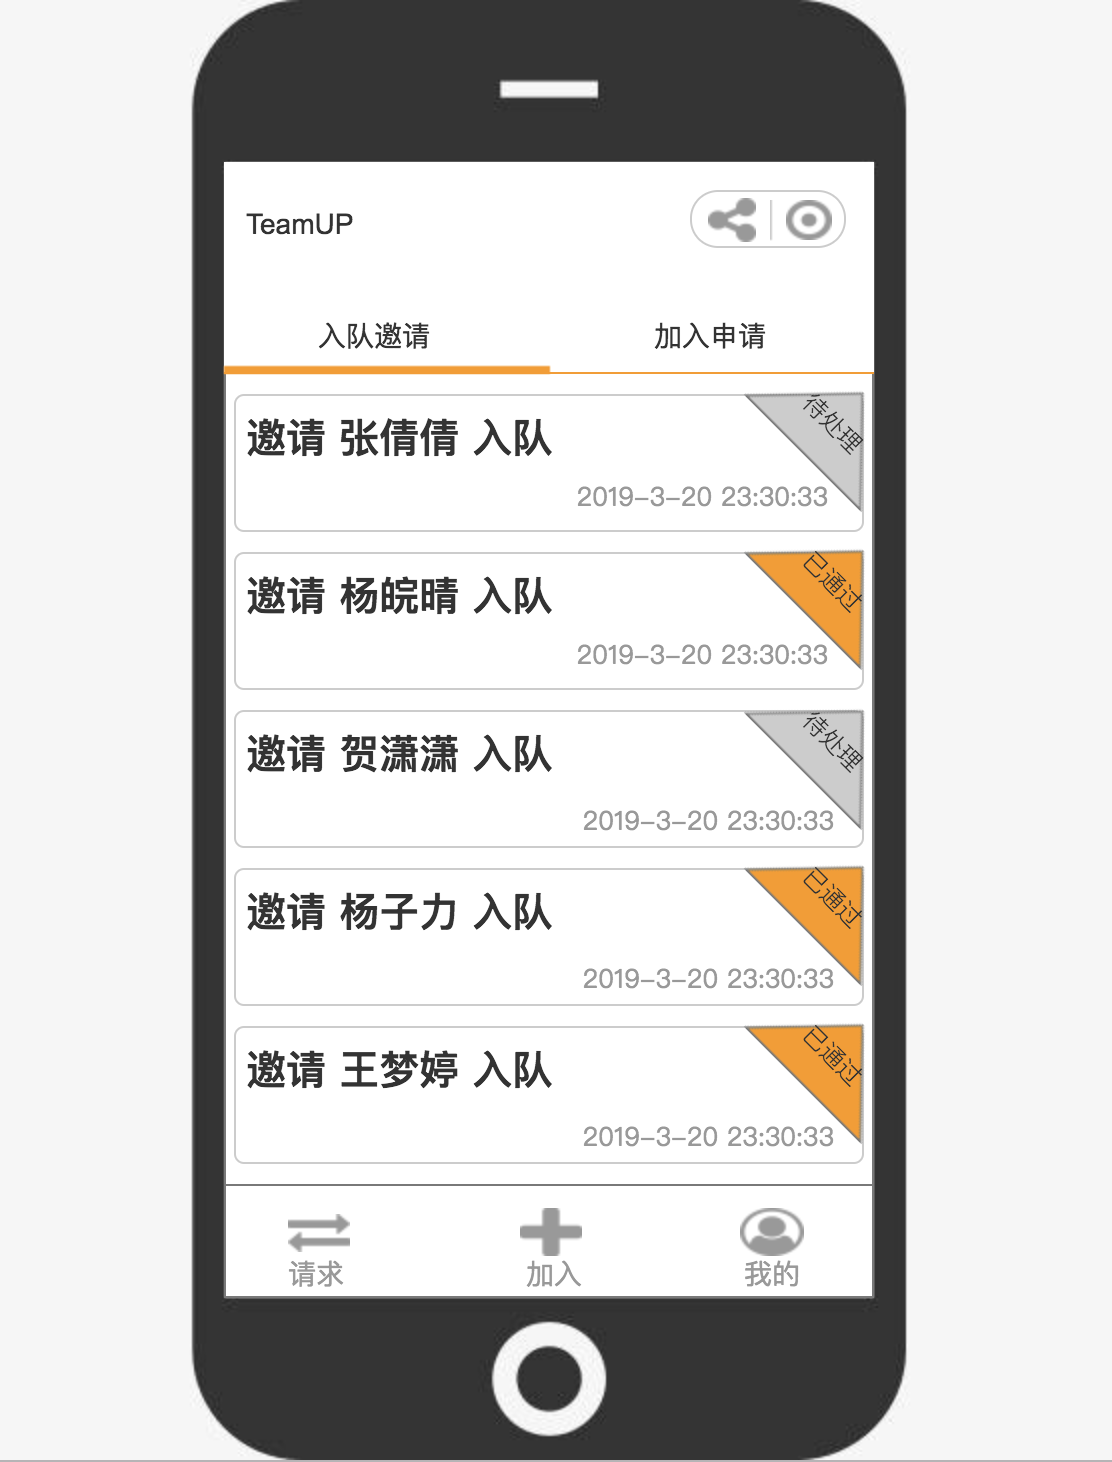 TeamUP
入队邀请
加入申请
待处理
邀请 张倩倩 入队
2019-3-20 23:30:33
已通过
邀请 杨皖晴 入队
2019-3-20 23:30:33
待处理
邀请 贺潇潇 入队
2019-3-20 23:30:33
已通过
邀请 杨子力 入队
2019-3-20 23:30:33
已通过
邀请 王梦婷 入队
2019-3-20 23:30:33
请求
加入
我的